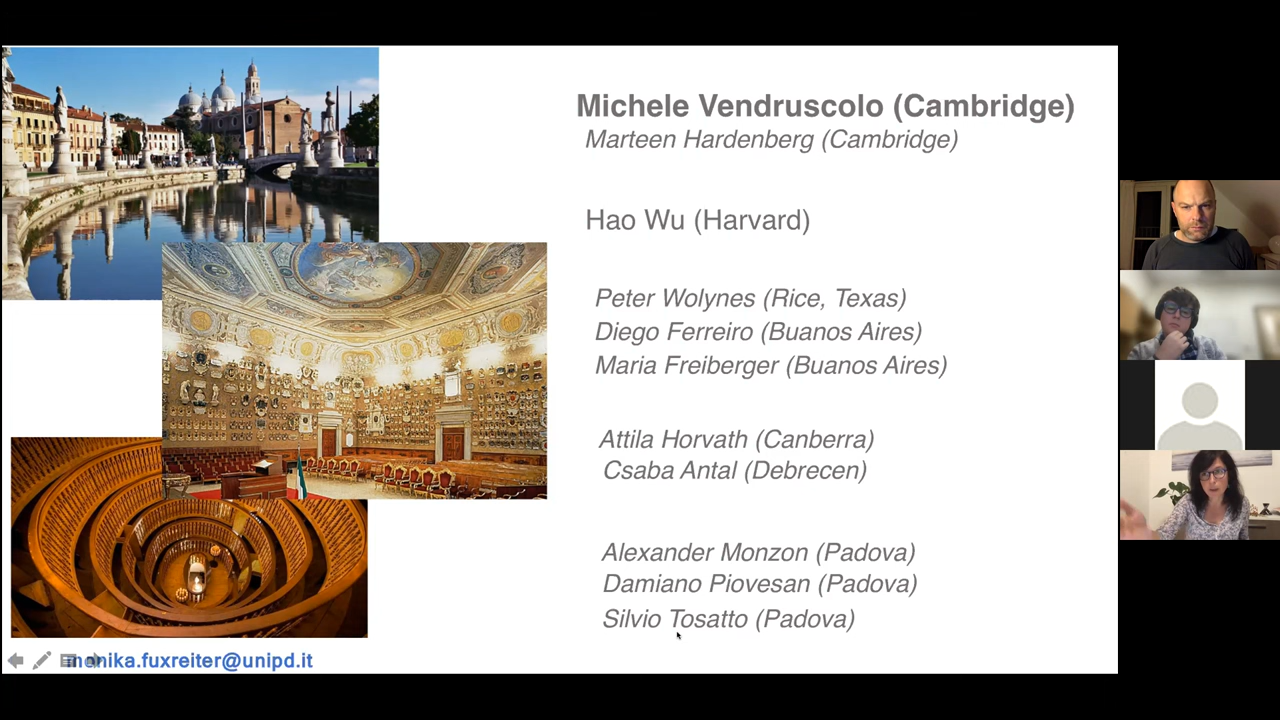 Michele Vendruscolo (Cambridge)
Marteen Hardenberg (Cambridge)
Hao Wu (Harvard)
Peter Wolynes (Rice, Texas)
Diego Ferreiro (Buanos Aires)
Maria Freiberger (Buanos Aires)
Attila Horvath (Canberra)
Csaba Antal (Debrecen)
Alexander Monzon (Padova)
Damiano Piovesan (Padova)
Silvio Tosatto (Padova)
monika.fuxreiter@unipd.it